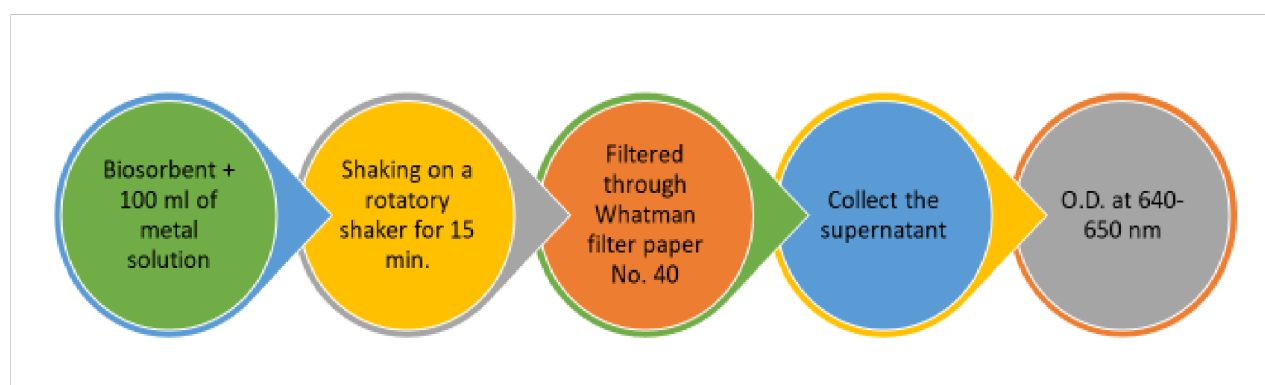 Biosorbent +
100 ml of
metal
solution
Shaking on a
rotatory
shaker for 15
min.
Filtered
through
Whatman
filter paper
No. 40
Collect the
supernatant
O.D. at 640-
650 nm